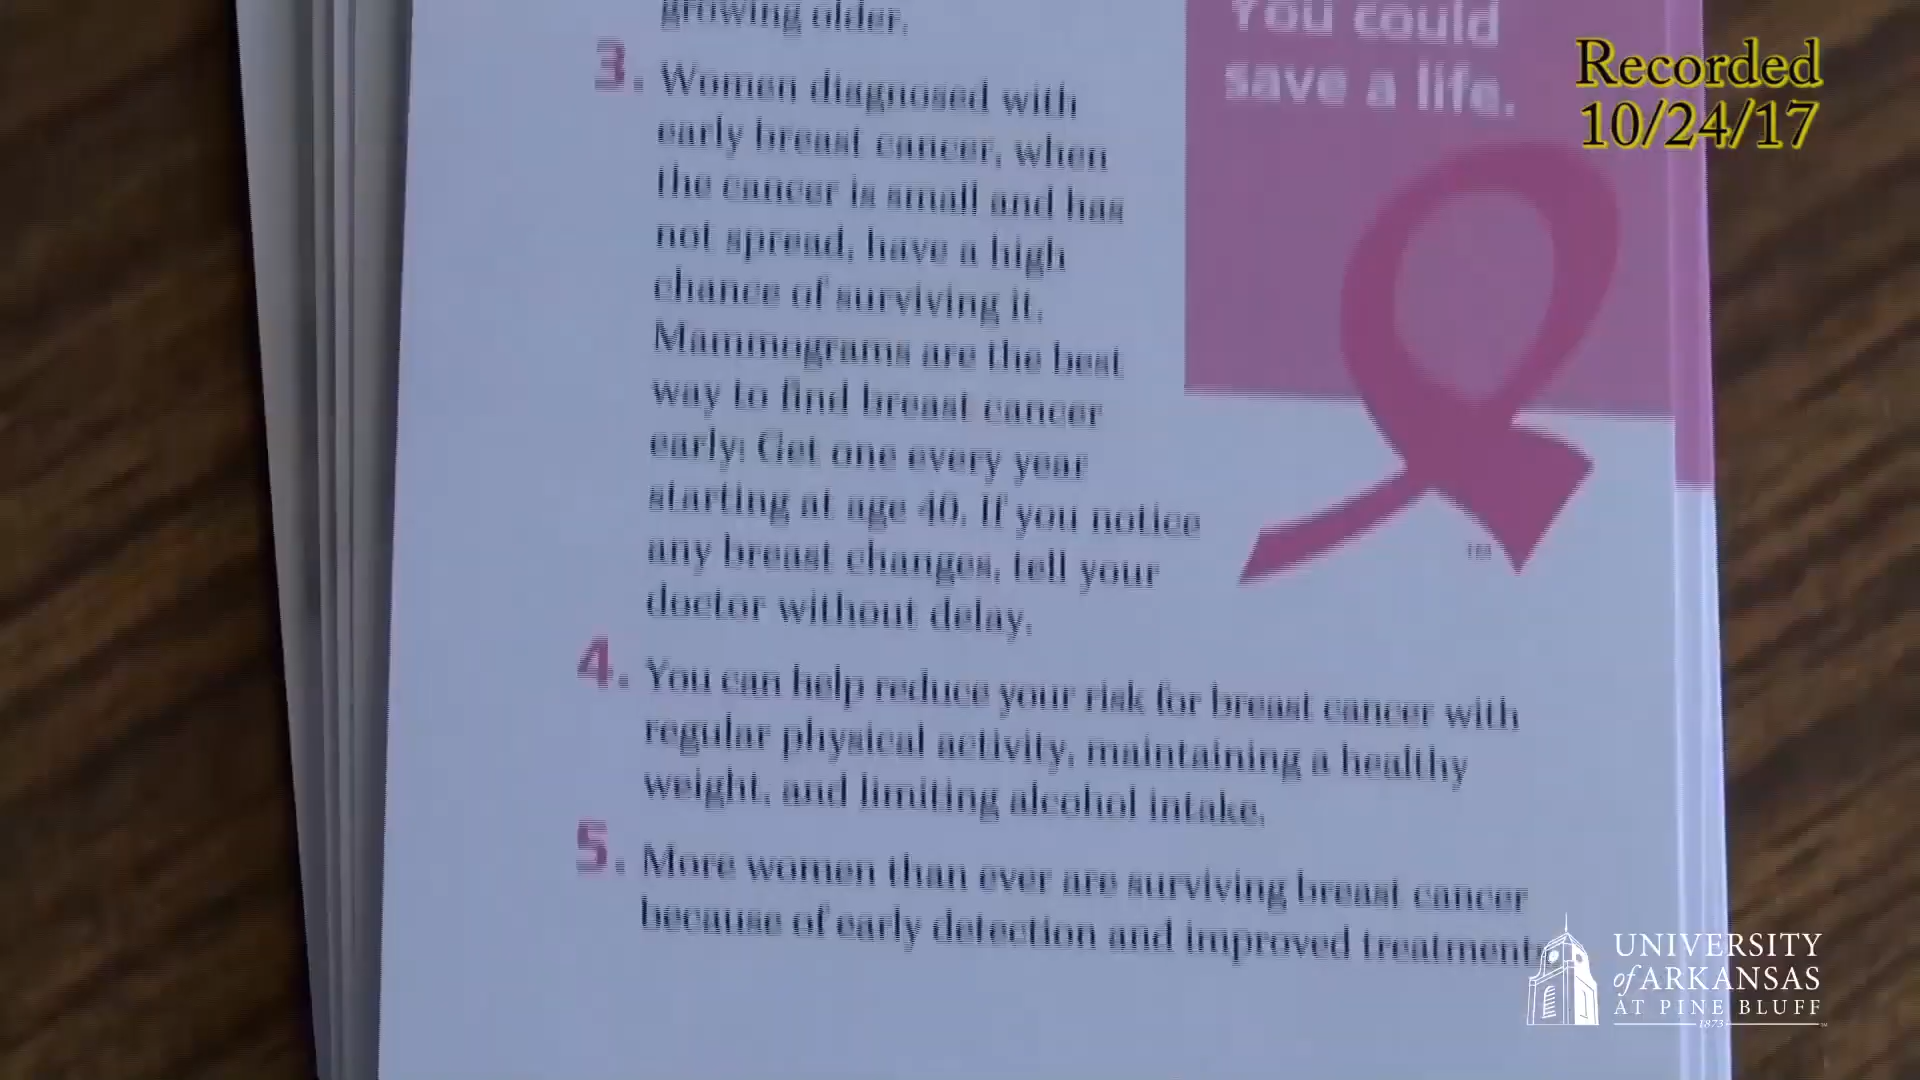 growing older.
3. Women diagnosed with
early breast cancer, when
the cancer is small and has
not spread, have a high
chance of surviving it.
Mammograms are the best
way to find breast cancer
early! Get one every year
starting at age 40. If you notice
any breast changes, tell your
doctor without delay.
4. You can help reduce your risk for breast cancer with
regular physical activity, maintaining a healthy
weight, and limiting alcohol intake.
5. More women than ever are surviving breast cancer
because of early detection and improved treatment
You could
save a life.
TM
Recorded
10/24/17
UNIVERSITY
of ARKANSAS
AT PINE BLUFF
1873